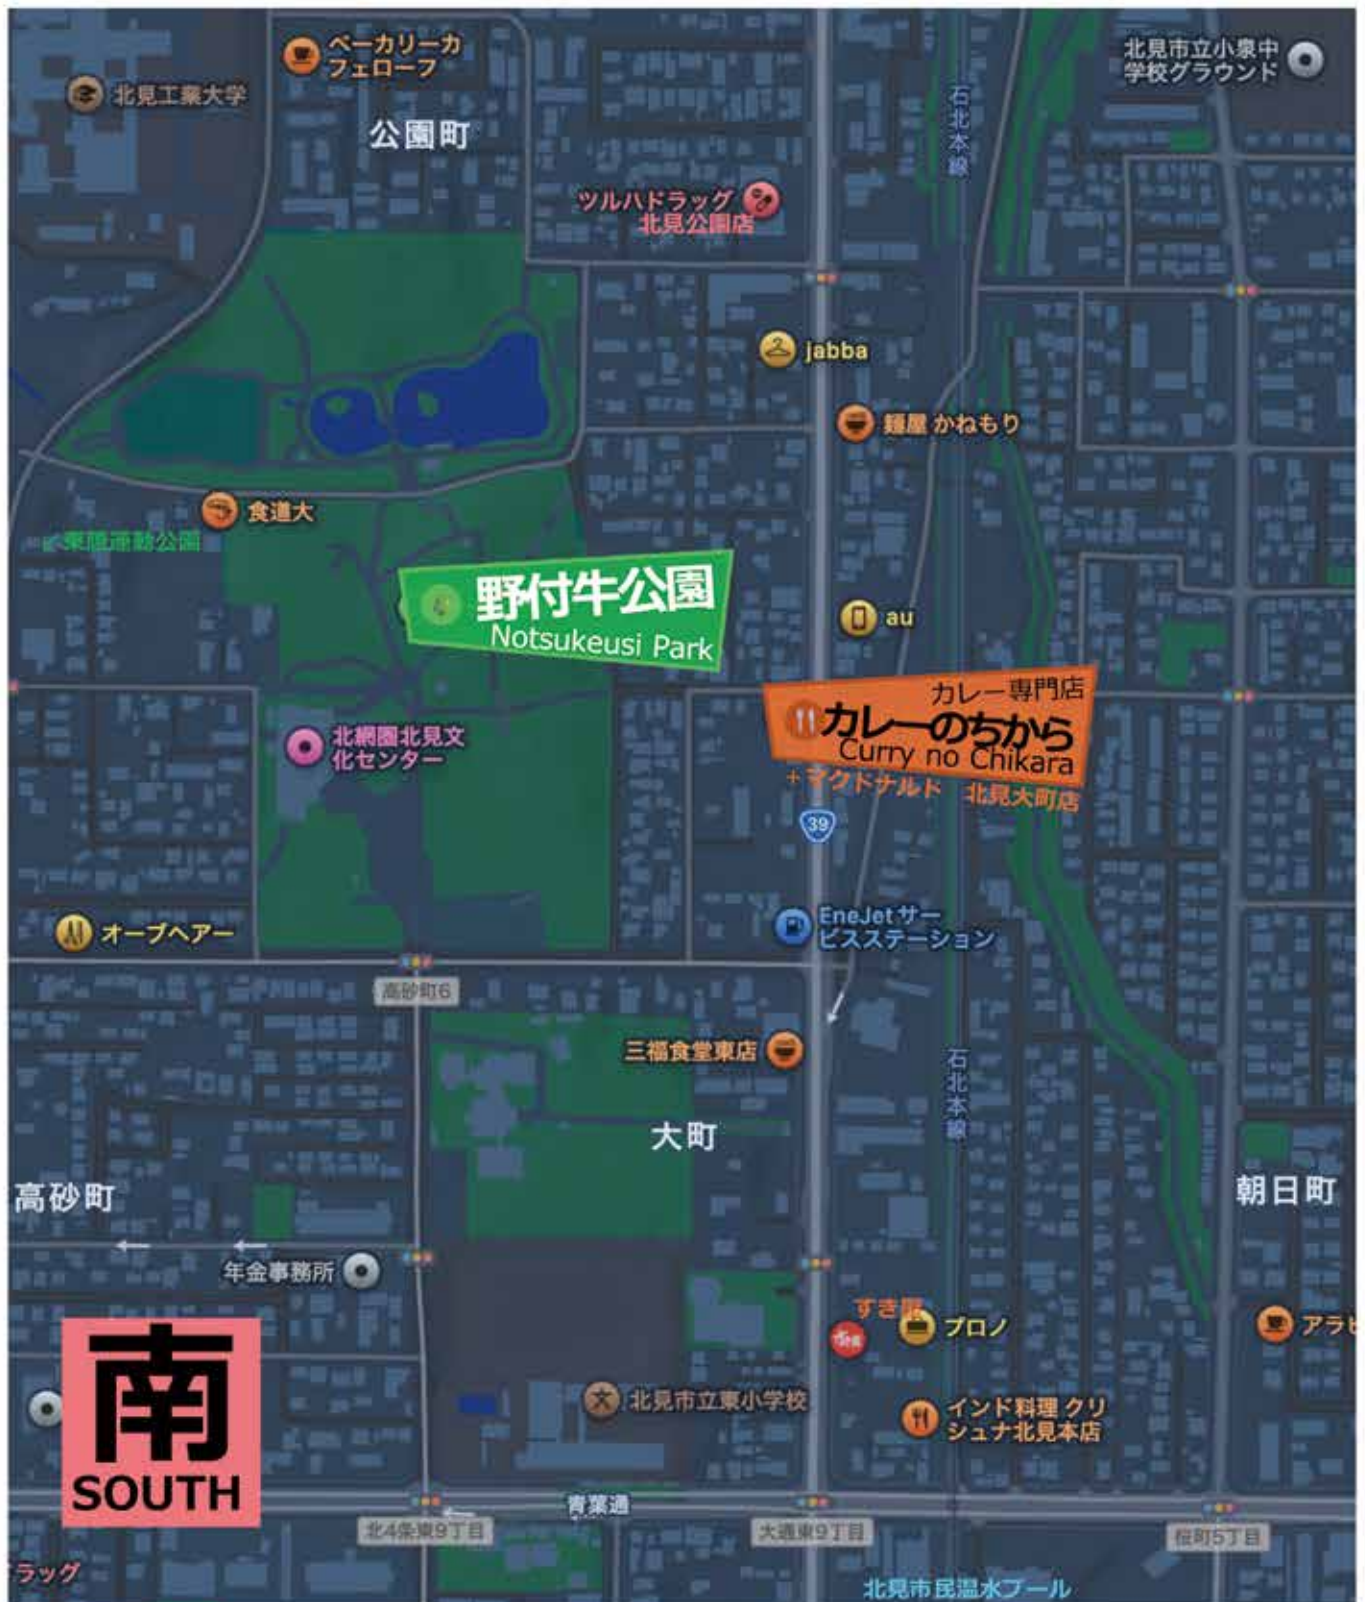 ベーカリーカ
フェローフ
北見市立小泉中
学校グラウンド
北見工業大学
公園町
石北本線
ツルハドラッグ
北見公園店
jabba
麺屋 かねもり
食道大
東陵運動公園
野付牛公園
Notsukeusi Park
au
カレー専門店
カレーのちから
Curry no Chikara
+マクドナルド 北見大町店
北網圏北見文
化センター
39
オーブヘアー
EneJetサー
ビスステーション
高砂町6
三福食堂東店
石北本線
大町
高砂町
朝日町
年金事務所
すき
プロノ
アラビ
南
SOUTH
北見市立東小学校
インド料理 クリ
シュナ北見本店
青葉通
北4条東9丁目
大通東9丁目
桜町5丁目
ラッグ
北見市民温水プール